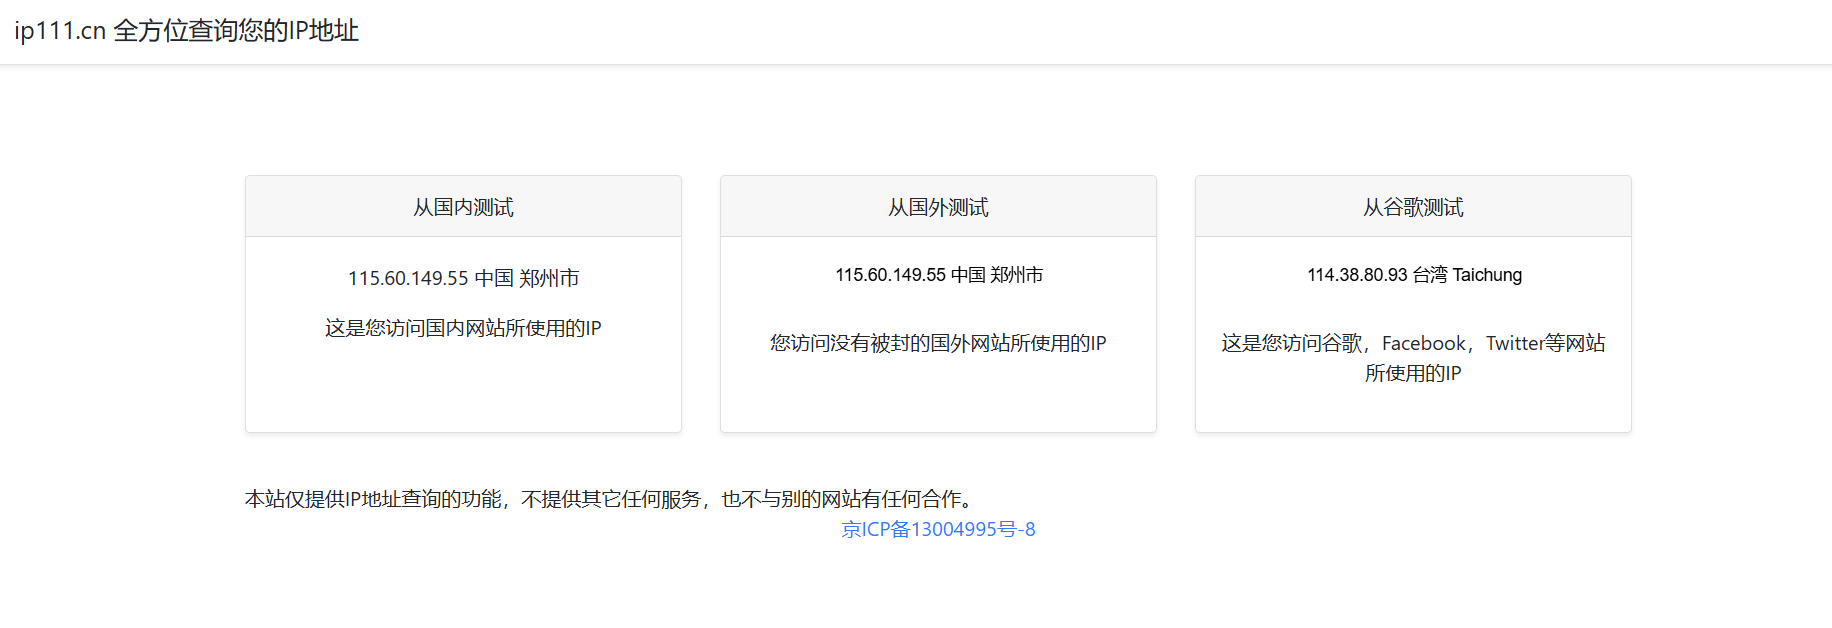 ip111.cn 全方位查询您的IP地址
从国内测试
115.60.149.55 中国 郑州市
这是您访问国内网站所使用的IP
从国外测试
115.60.149.55 中国 郑州市
您访问没有被封的国外网站所使用的IP
从谷歌测试
114.38.80.93 台湾 Taichung
这是您访问谷歌，Facebook，Twitter等网站
所使用的IP
本站仅提供IP地址查询的功能，不提供其它任何服务，也不与别的网站有任何合作。
京ICP备13004995号-8